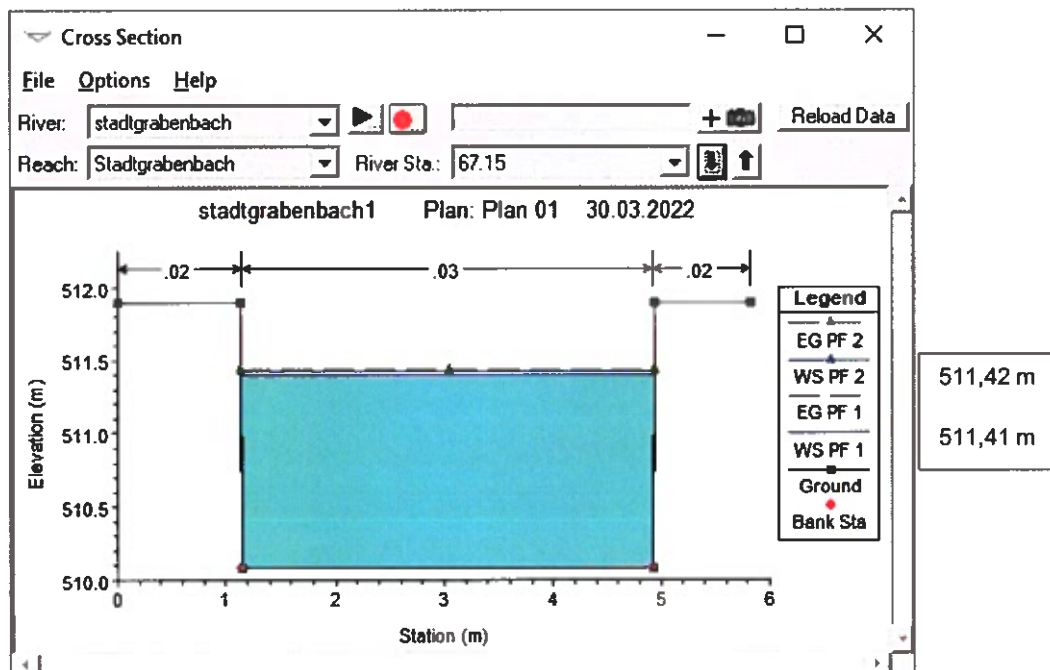 Cross Section
File Options Help
River: stadtgrabenbach + Reload Data
Reach: Stadtgrabenbach River Sta.: 67.15
stadtgrabenbach1 Plan: Plan 01 30.03.2022
.02 .03 .02
512.0
511.5
511.0
510.5
510.0
Elevation (m)
0 1 2 3 4 5 6
Station (m)
Legend
EG PF 2
WS PF 2
EG PF 1
WS PF 1
Ground
Bank Sta
511,42 m
511,41 m